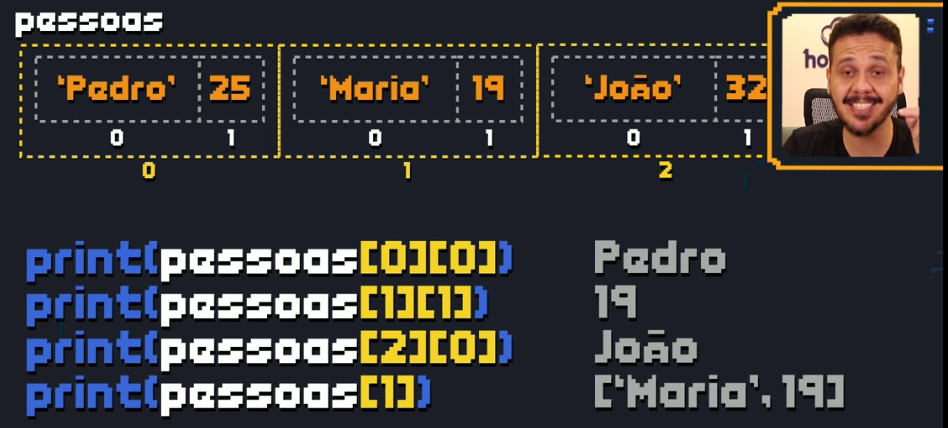 pessoas
'Pedro' 25 'Maria' 19 'João' 32
0 1 0 1 0 1
0 1 2
print(pessoas[0][0]) Pedro
print(pessoas[1][1]) 19
print(pessoas[2][0]) João
print(pessoas[1]) ['Maria', 19]